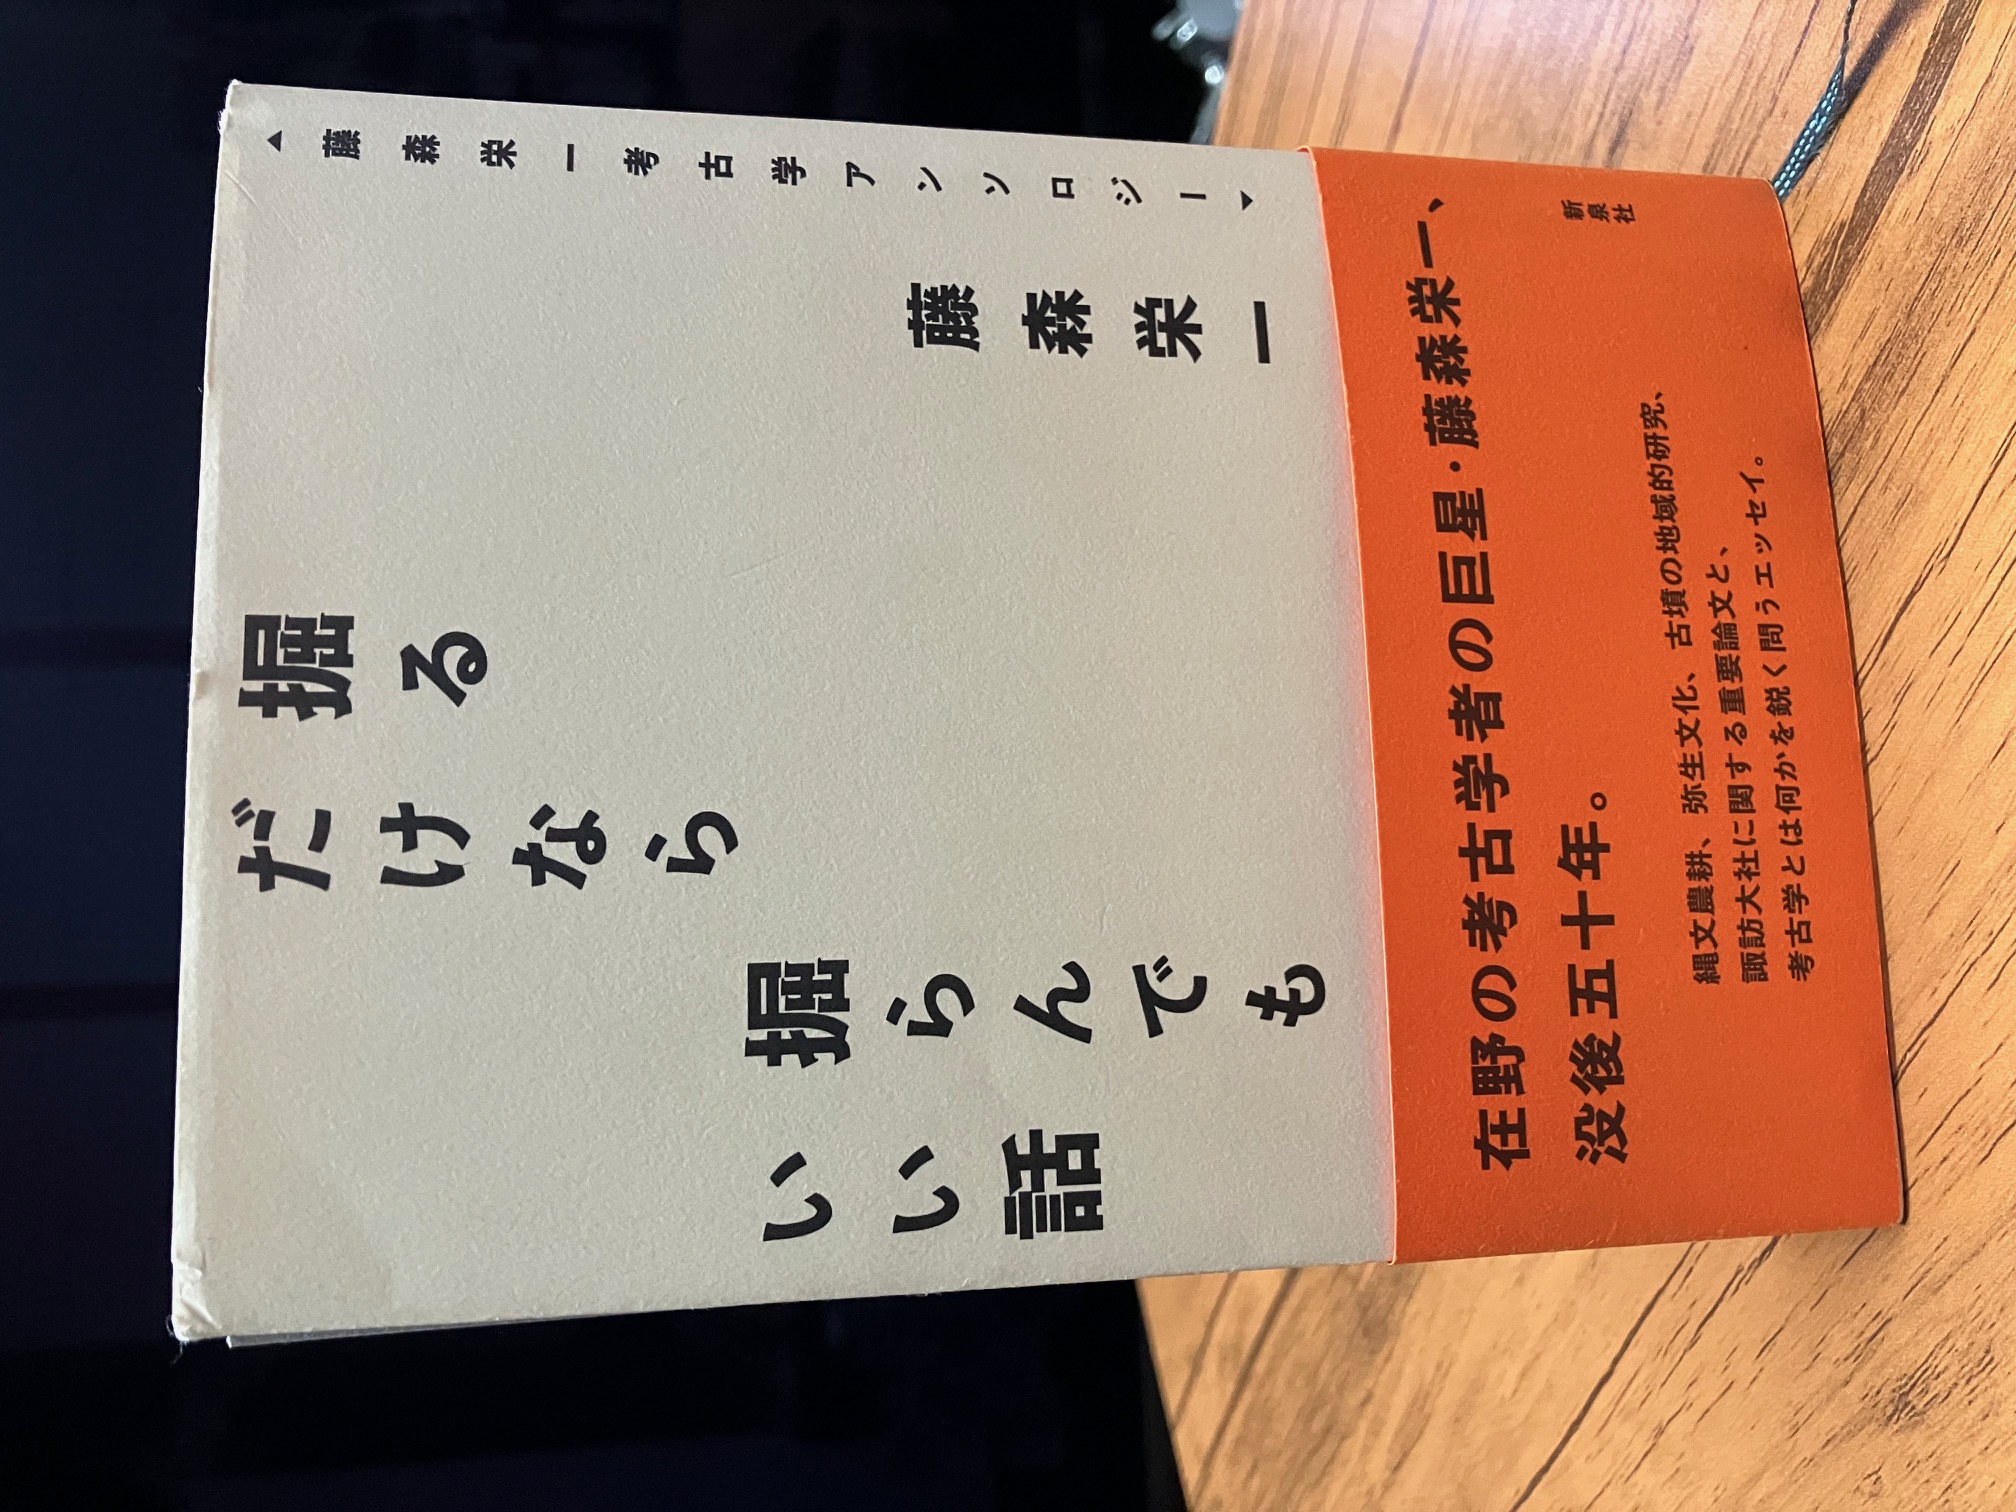 藤森栄一考古学アンソロジー
藤森栄一
掘る
だけなら
掘らんでも
いい話
在野の考古学者の巨星・藤森栄一、
没後五十年。
縄文農耕、弥生文化、古墳の地域的研究、
諏訪大社に関する重要論文と、
考古学とは何かを鋭く問うエッセイ。
新泉社